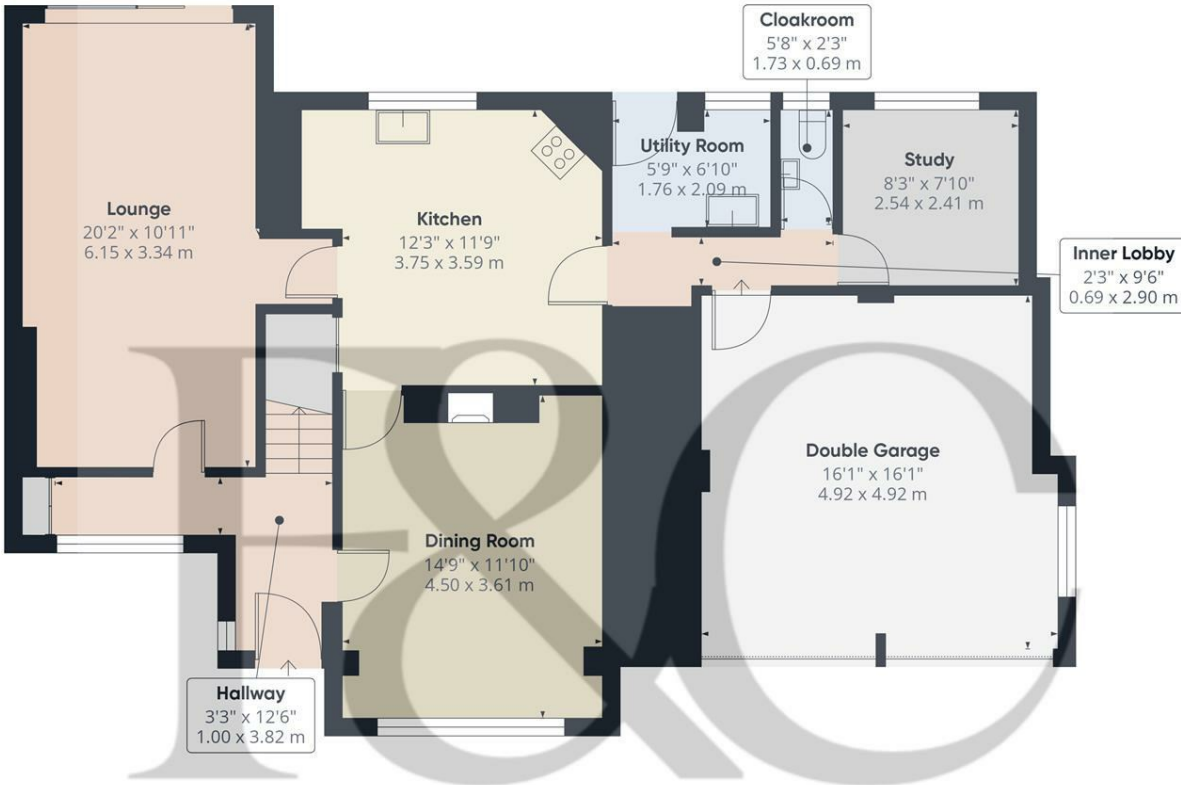 Cloakroom
5'8" x 2'3"
1.73 x 0.69 m
Lounge
20'2" x 10'11"
6.15 x 3.34 m
Kitchen
12'3" x 11'9"
3.75 x 3.59 m
Utility Room
5'9" x 6'10"
1.76 x 2.09 m
Study
8'3" x 7'10"
2.54 x 2.41 m
Inner Lobby
2'3" x 9'6"
0.69 x 2.90 m
Double Garage
16'1" x 16'1"
4.92 x 4.92 m
Dining Room
14'9" x 11'10"
4.50 x 3.61 m
Hallway
3'3" x 12'6"
1.00 x 3.82 m
F&C